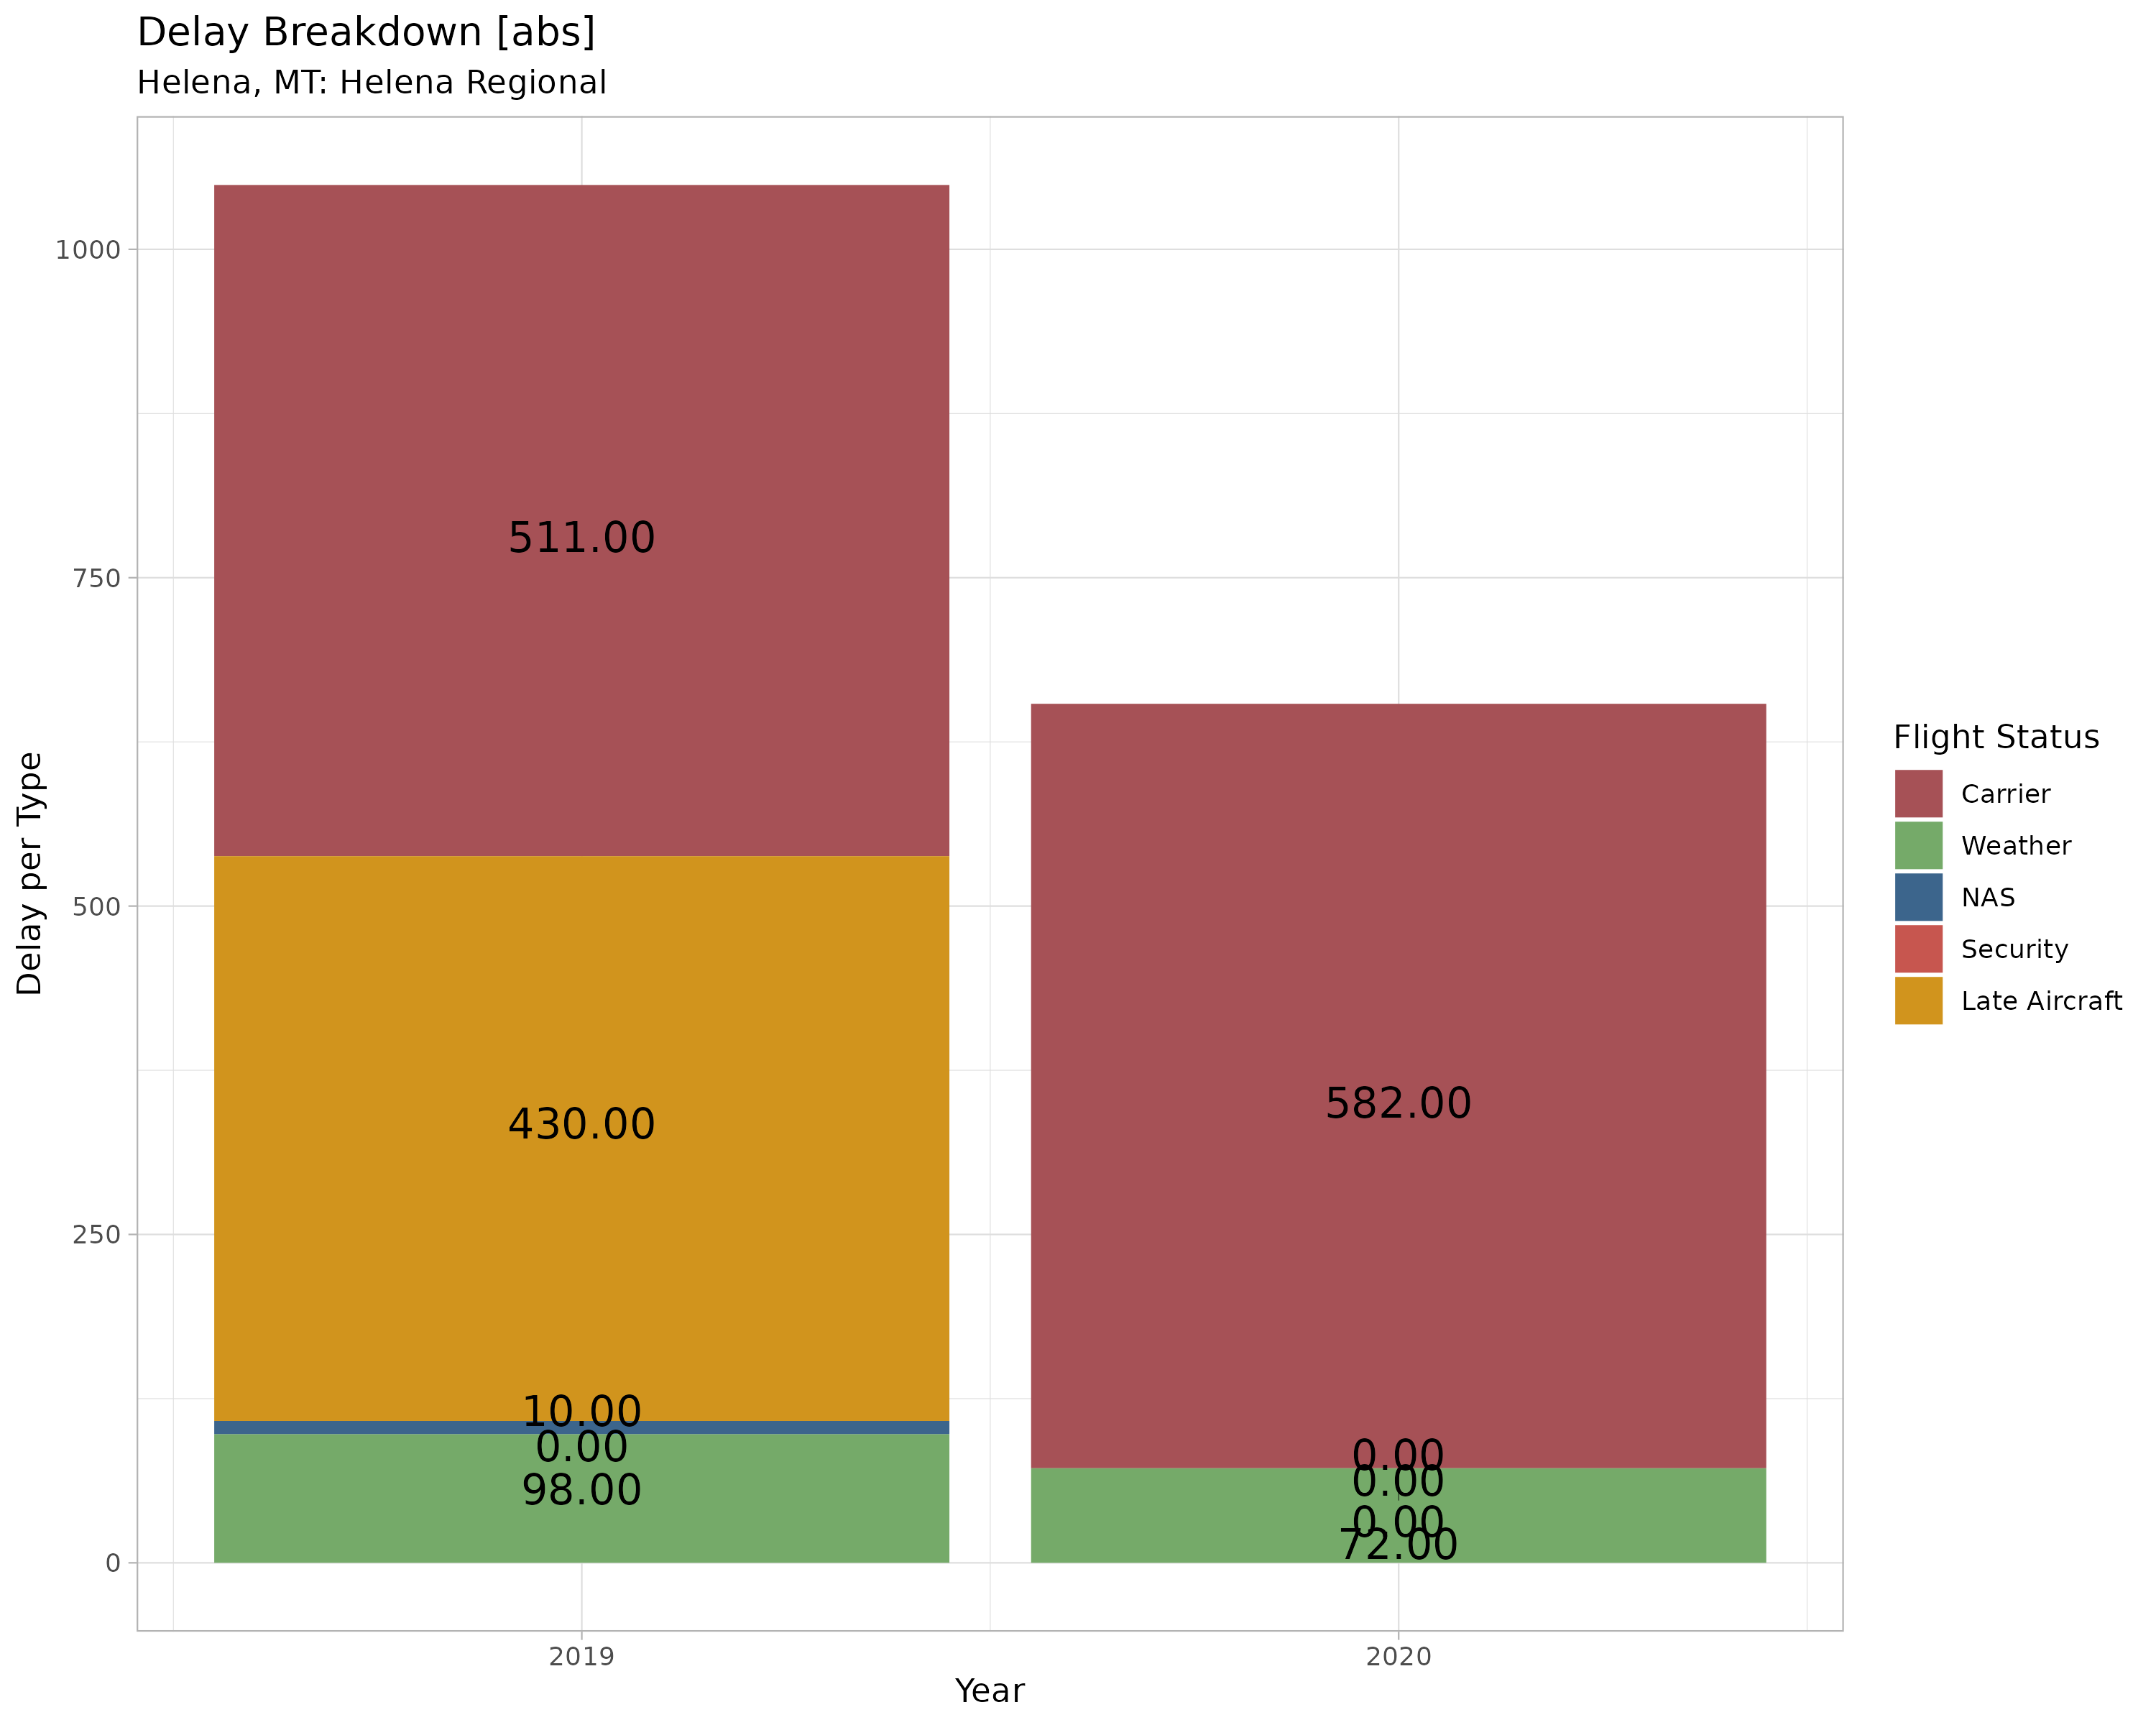 Delay Breakdown [abs]
Helena, MT: Helena Regional
Delay per Type
1000
750
500
250
0
511.00
430.00
10.00
0.00
98.00
582.00
0.00
0.00
0.00
72.00
2019
2020
Year
Flight Status
Carrier
Weather
NAS
Security
Late Aircraft